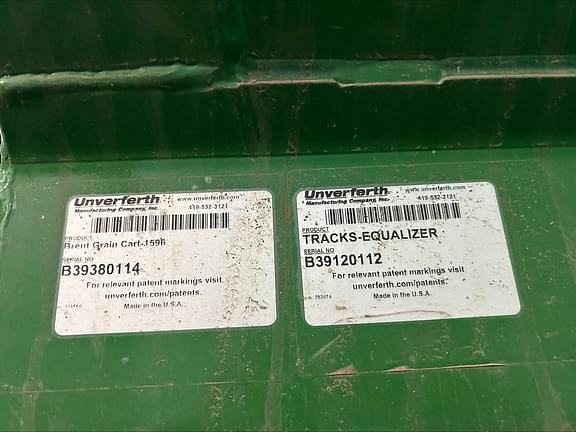 Unverferth www.unverferth.com
Manufacturing Company, Inc. 419-532-3121
PRODUCT
Brent Grain Cart-1596
SERIAL NO
B39380114
For relevant patent markings visit
unverferth.com/patents.
Made in the U.S.A.
Unverferth www.unverferth.com
Manufacturing Company, Inc. 419-532-3121
PRODUCT
TRACKS-EQUALIZER
SERIAL NO
B39120112
For relevant patent markings visit
unverferth.com/patents.
Made in the U.S.A.